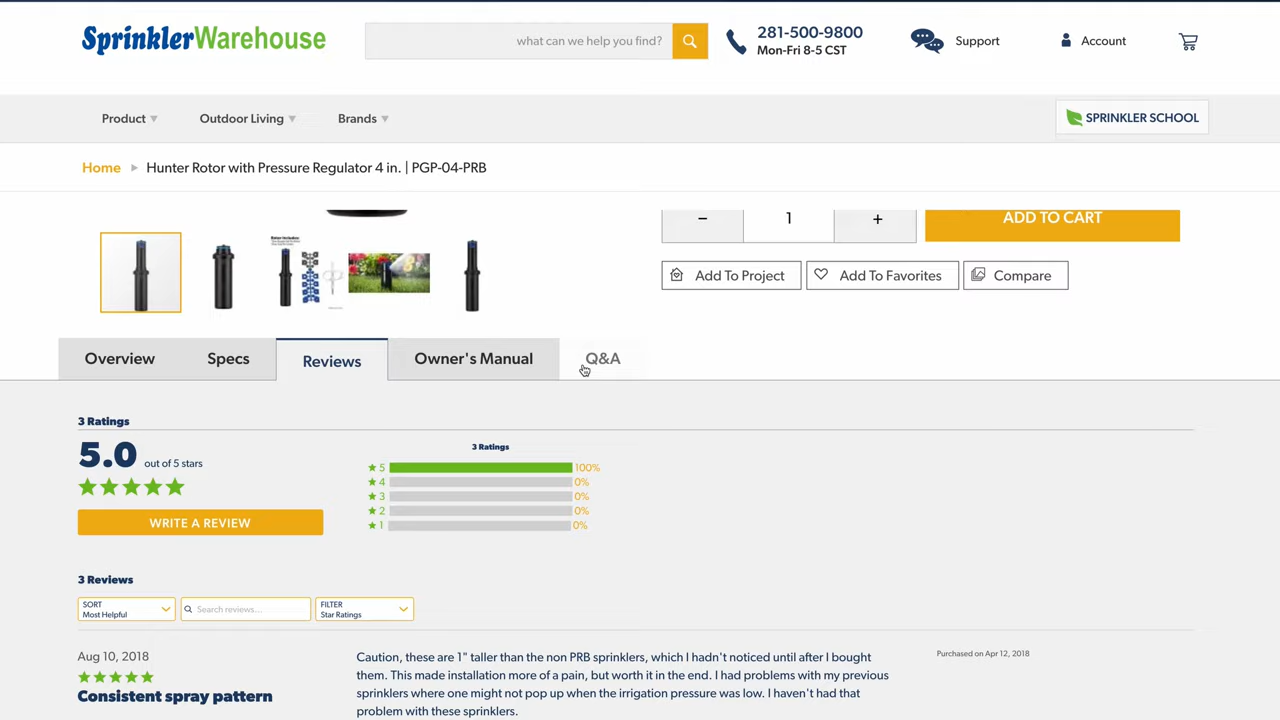 SprinklerWarehouse
what can we help you find?
281-500-9800
Mon-Fri 8-5 CST
Support
Account
Product
Outdoor Living
Brands
SPRINKLER SCHOOL
Home
Hunter Rotor with Pressure Regulator 4 in. | PGP-04-PRB
− 1 +
ADD TO CART
Add To Project
Add To Favorites
Compare
Overview
Specs
Reviews
Owner's Manual
Q&A
3 Ratings
5.0 out of 5 stars
WRITE A REVIEW
3 Ratings
5 100%
4 0%
3 0%
2 0%
1 0%
3 Reviews
SORT
Most Helpful
Search reviews...
FILTER
Star Ratings
Aug 10, 2018
Consistent spray pattern
Caution, these are 1" taller than the non PRB sprinklers, which I hadn't noticed until after I bought
them. This made installation more of a pain, but worth it in the end. I had problems with my previous
sprinklers where one might not pop up when the irrigation pressure was low. I haven't had that
problem with these sprinklers.
Purchased on Apr 12, 2018